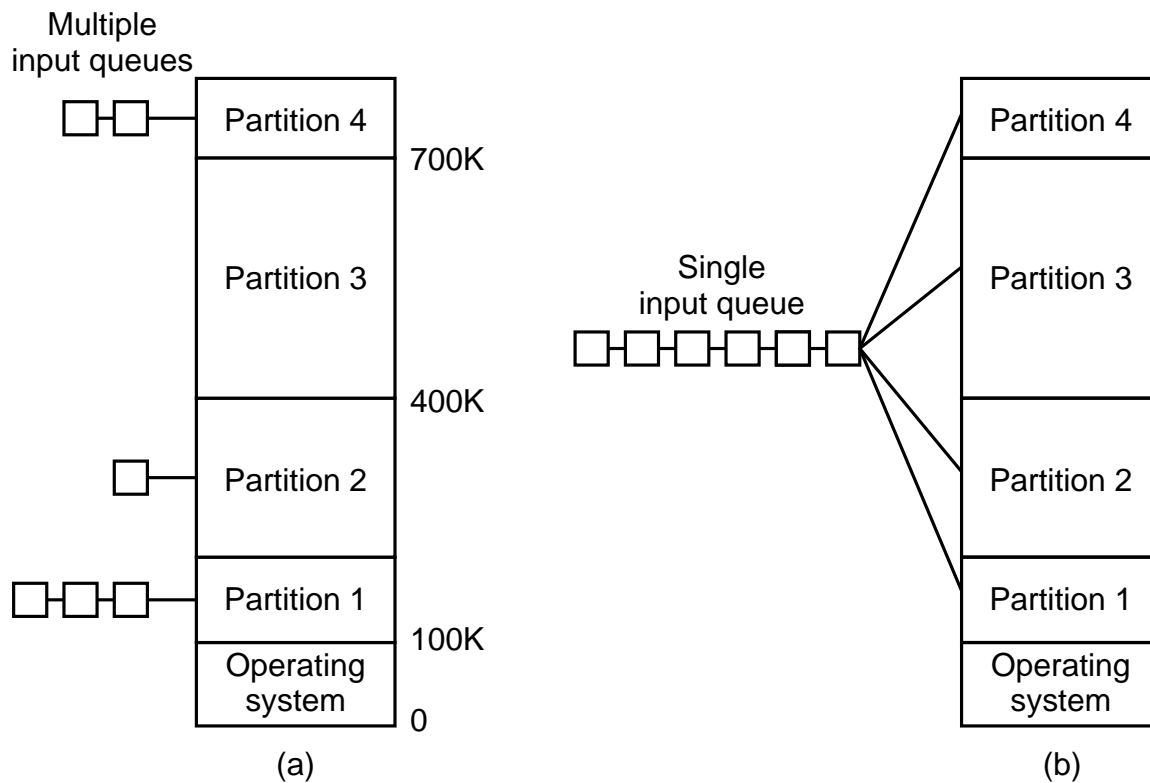 Multiple
input queues
Partition 4
700K
Partition 3
400K
Partition 2
Partition 1
100K
Operating
system
0
(a)
Single
input queue
Partition 4
Partition 3
Partition 2
Partition 1
Operating
system
(b)